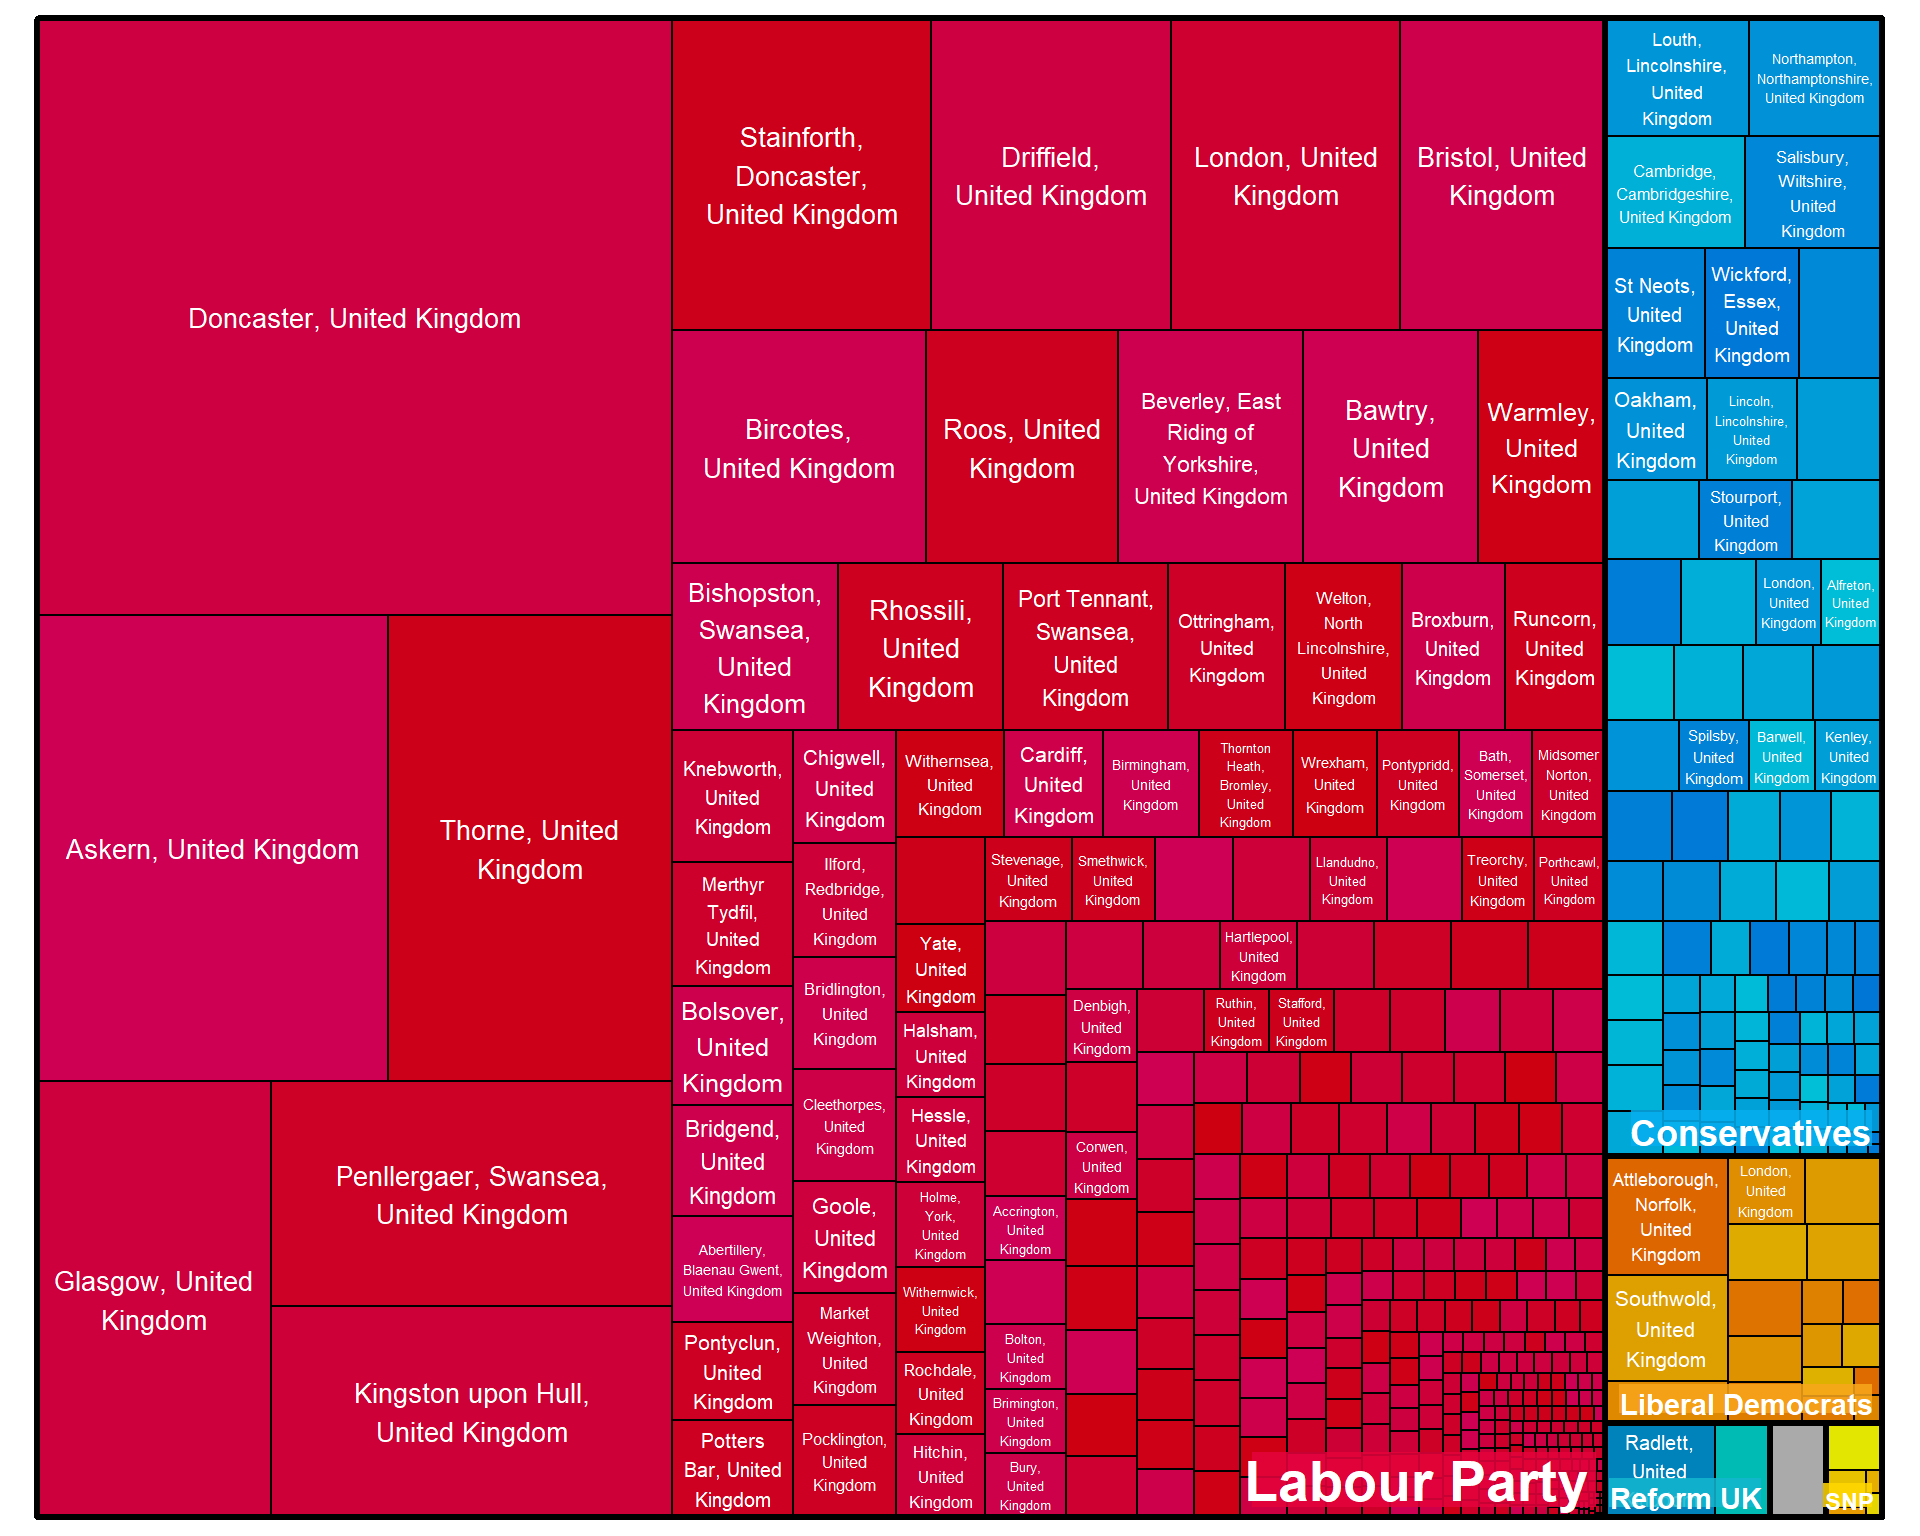 Doncaster, United Kingdom
Askern, United Kingdom
Thorne, United
Kingdom
Glasgow, United
Kingdom
Penllergaer, Swansea,
United Kingdom
Kingston upon Hull,
United Kingdom
Stainforth,
Doncaster,
United Kingdom
Driffield,
United Kingdom
London, United
Kingdom
Bristol, United
Kingdom
Bircotes,
United Kingdom
Roos, United
Kingdom
Beverley, East
Riding of
Yorkshire,
United Kingdom
Bawtry,
United
Kingdom
Warmley,
United
Kingdom
Bishopston,
Swansea,
United
Kingdom
Rhossili,
United
Kingdom
Port Tennant,
Swansea,
United
Kingdom
Ottringham,
United
Kingdom
Welton,
North
Lincolnshire,
United
Kingdom
Broxburn,
United
Kingdom
Runcorn,
United
Kingdom
Knebworth,
United
Kingdom
Merthyr
Tydfil,
United
Kingdom
Bolsover,
United
Kingdom
Bridgend,
United
Kingdom
Abertillery,
Blaenau Gwent,
United Kingdom
Pontyclun,
United
Kingdom
Potters
Bar, United
Kingdom
Chigwell,
United
Kingdom
Ilford,
Redbridge,
United
Kingdom
Bridlington,
United
Kingdom
Cleethorpes,
United
Kingdom
Goole,
United
Kingdom
Market
Weighton,
United
Kingdom
Pocklington,
United
Kingdom
Withernsea,
United
Kingdom
Cardiff,
United
Kingdom
Birmingham,
United
Kingdom
Thornton
Heath,
Bromley,
United
Kingdom
Wrexham,
United
Kingdom
Pontypridd,
United
Kingdom
Bath,
Somerset,
United
Kingdom
Midsomer
Norton,
United
Kingdom
Yate,
United
Kingdom
Halsham,
United
Kingdom
Hessle,
United
Kingdom
Holme,
York,
United
Kingdom
Withernwick,
United
Kingdom
Rochdale,
United
Kingdom
Hitchin,
United
Kingdom
Stevenage,
United
Kingdom
Smethwick,
United
Kingdom
Llandudno,
United
Kingdom
Treorchy,
United
Kingdom
Porthcawl,
United
Kingdom
Hartlepool,
United
Kingdom
Denbigh,
United
Kingdom
Ruthin,
United
Kingdom
Stafford,
United
Kingdom
Corwen,
United
Kingdom
Accrington,
United
Kingdom
Bolton,
United
Kingdom
Brimington,
United
Kingdom
Bury,
United
Kingdom
Labour Party
Louth,
Lincolnshire,
United
Kingdom
Northampton,
Northamptonshire,
United Kingdom
Cambridge,
Cambridgeshire,
United Kingdom
Salisbury,
Wiltshire,
United
Kingdom
St Neots,
United
Kingdom
Wickford,
Essex,
United
Kingdom
Oakham,
United
Kingdom
Lincoln,
Lincolnshire,
United
Kingdom
Stourport,
United
Kingdom
London,
United
Kingdom
Alfreton,
United
Kingdom
Spilsby,
United
Kingdom
Barwell,
United
Kingdom
Kenley,
United
Kingdom
Conservatives
Attleborough,
Norfolk,
United
Kingdom
London,
United
Kingdom
Southwold,
United
Kingdom
Liberal Democrats
Radlett,
United
Reform UK
SNP